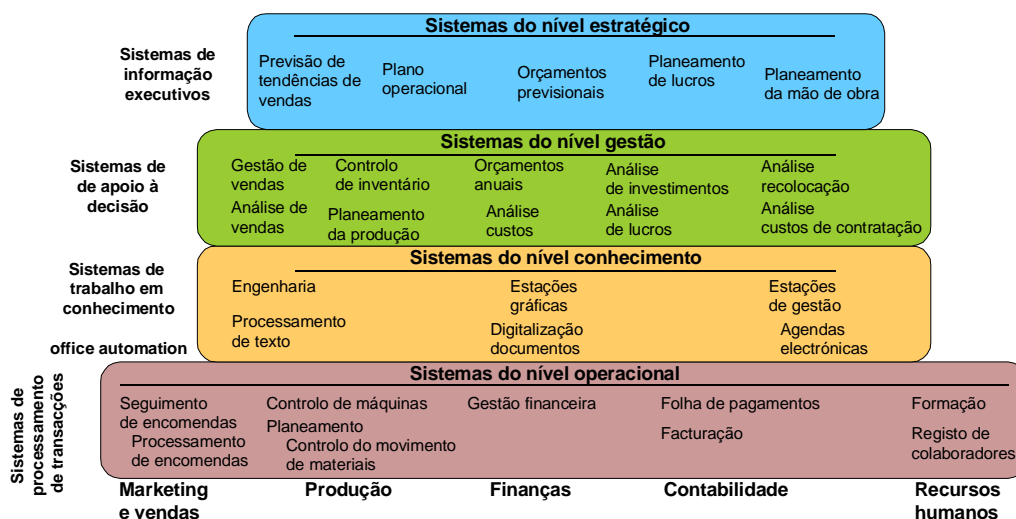 Sistemas do nível estratégico
Sistemas de
informação
executivos
Previsão de
tendências de
vendas
Plano
operacional
Orçamentos
previsionais
Planeamento
de lucros
Planeamento
da mão de obra
Sistemas do nível gestão
Sistemas de
de apoio à
decisão
Gestão de
vendas
Controlo
de inventário
Orçamentos
anuais
Análise
de investimentos
Análise
recolocação
Análise de
vendas
Planeamento
da produção
Análise
custos
Análise
de lucros
Análise
custos de contratação
Sistemas do nível conhecimento
Sistemas de
trabalho em
conhecimento
Engenharia
Estações
gráficas
Estações
de gestão
office automation
Processamento
de texto
Digitalização
documentos
Agendas
electrónicas
Sistemas do nível operacional
Sistemas de
processamento
de transacções
Seguimento
de encomendas
Processamento
de encomendas
Controlo de máquinas
Planeamento
Controlo do movimento
de materiais
Gestão financeira
Folha de pagamentos
Facturação
Formação
Registo de
colaboradores
Marketing
e vendas
Produção
Finanças
Contabilidade
Recursos
humanos